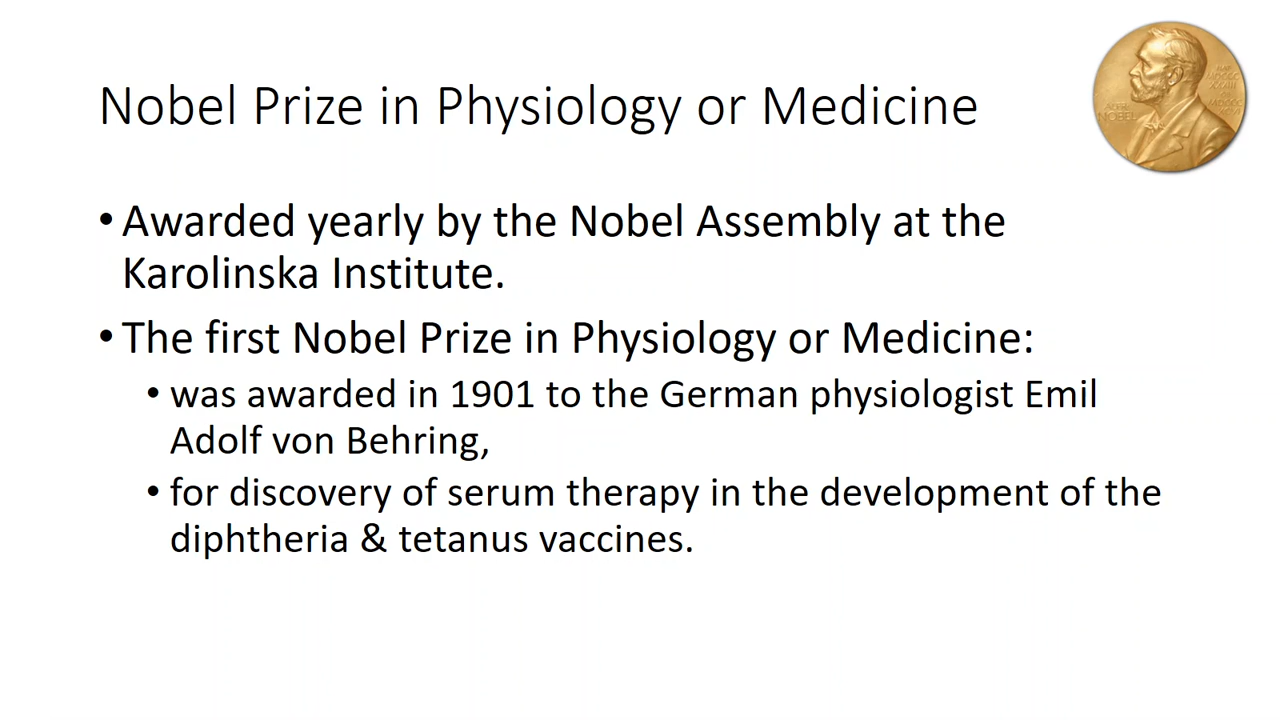 Nobel Prize in Physiology or Medicine
• Awarded yearly by the Nobel Assembly at the
Karolinska Institute.
• The first Nobel Prize in Physiology or Medicine:
• was awarded in 1901 to the German physiologist Emil
Adolf von Behring,
• for discovery of serum therapy in the development of the
diphtheria & tetanus vaccines.